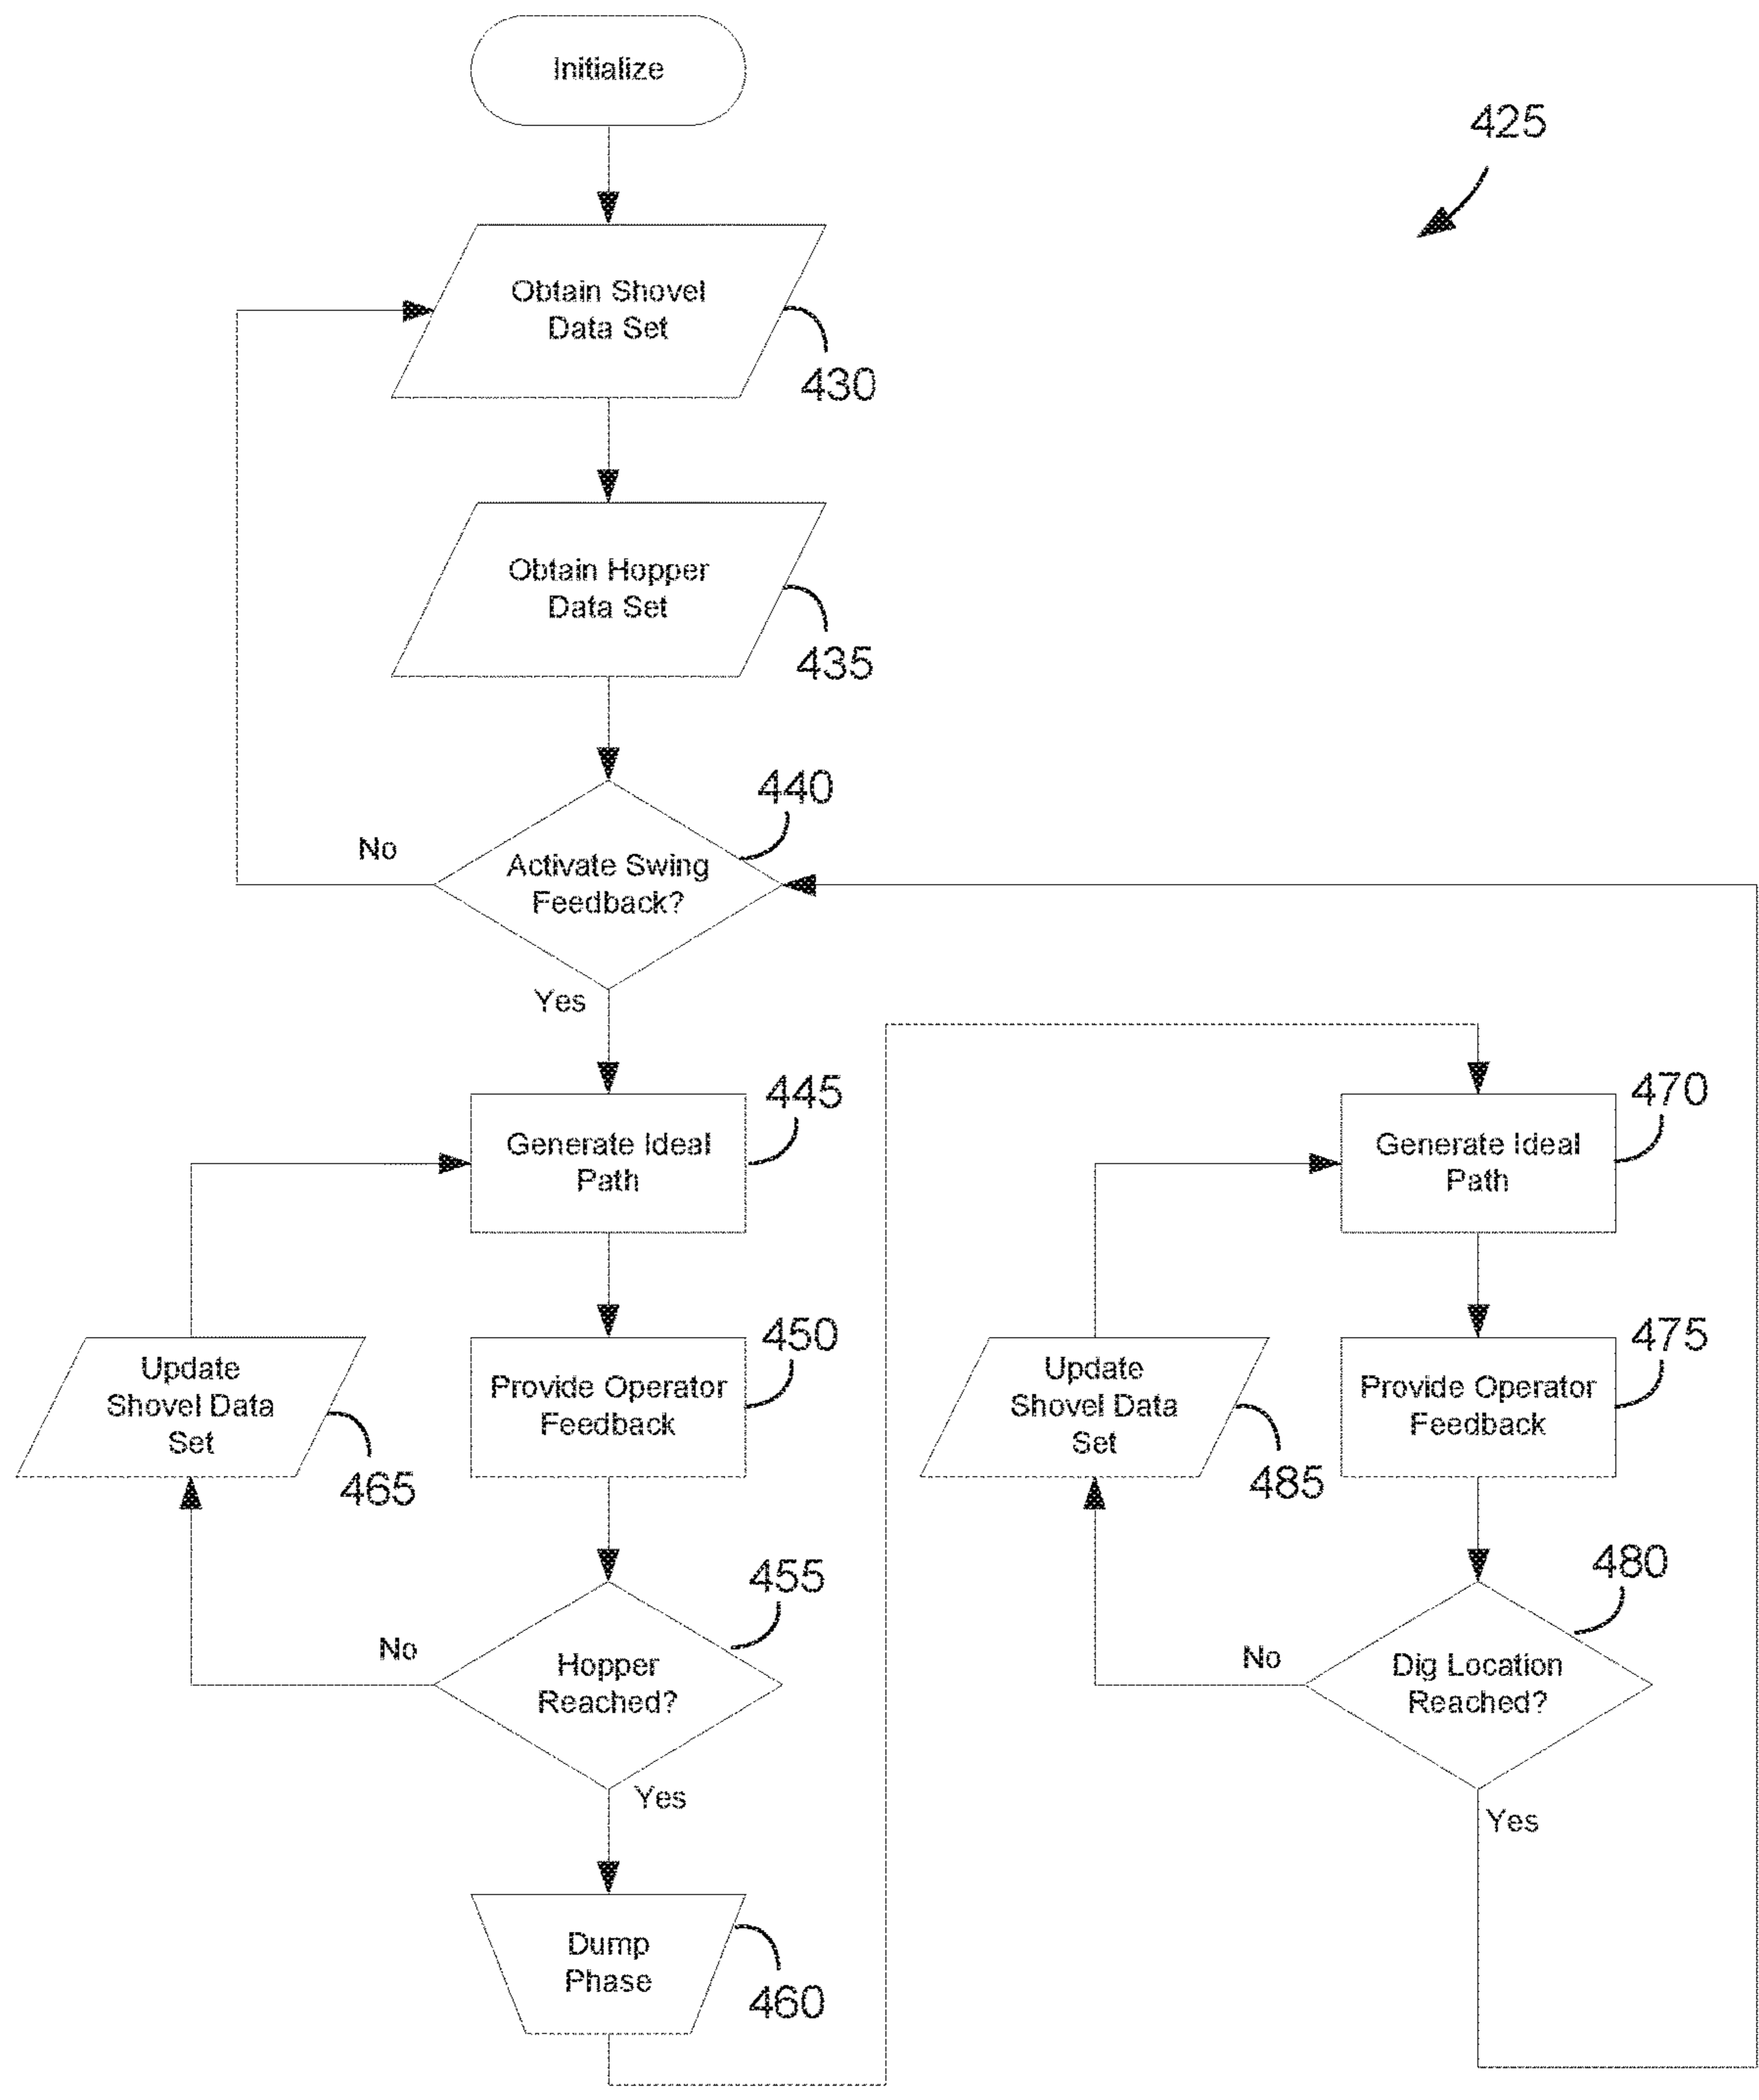 Initialize
425
Obtain Shovel
Data Set
430
Obtain Hopper
Data Set
435
440
No
Activate Swing
Feedback?
Yes
445
Generate Ideal
Path
470
Generate Ideal
Path
450
Provide Operator
Feedback
Update
Shovel Data
Set
465
475
Provide Operator
Feedback
Update
Shovel Data
Set
485
455
No
Hopper
Reached?
Yes
480
No
Dig Location
Reached?
Yes
Dump
Phase
460